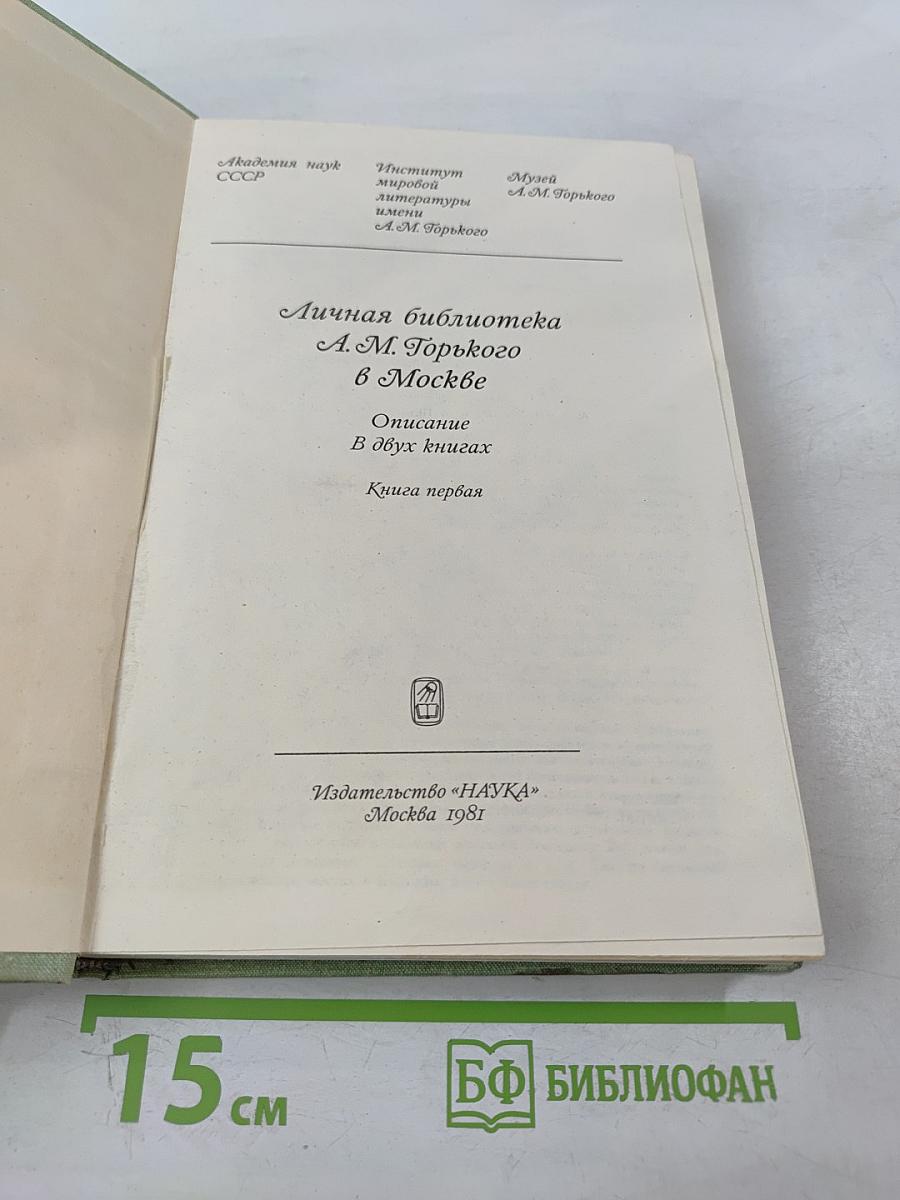 Академия наук
СССР
Институт
мировой
литературы
имени
А.М. Горького
Музей
А.М. Горького
Личная библиотека
А.М. Горького
в Москве
Описание
В двух книгах
Книга первая
Издательство «НАУКА»
Москва 1981
15 см
БФ БИБЛИОФАН